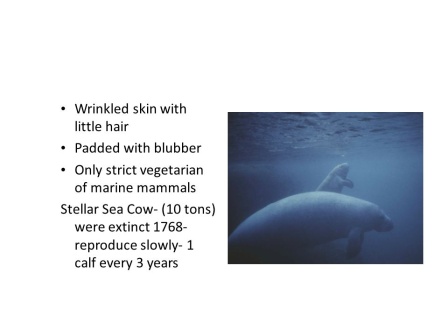 • Wrinkled skin with
little hair
• Padded with blubber
• Only strict vegetarian
of marine mammals
Stellar Sea Cow- (10 tons)
were extinct 1768-
reproduce slowly- 1
calf every 3 years